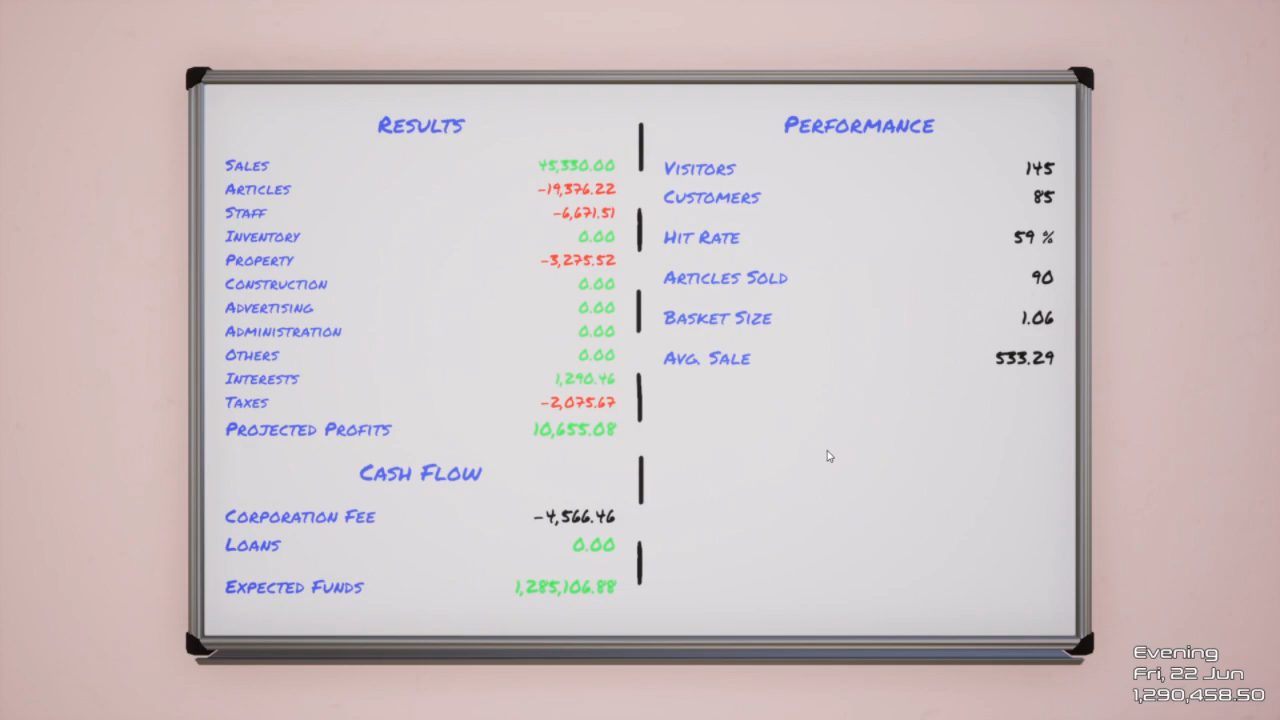 Results
Sales 45,330.00
Articles -19,376.22
Staff -6,671.51
Inventory 0.00
Property -3,275.52
Construction 0.00
Advertising 0.00
Administration 0.00
Others 0.00
Interests 1,290.46
Taxes -2,075.67
Projected Profits 10,655.08
Cash Flow
Corporation Fee -4,566.46
Loans 0.00
Expected Funds 1,285,106.88
Performance
Visitors 145
Customers 85
Hit Rate 59 %
Articles Sold 90
Basket Size 1.06
Avg. Sale 533.29
Evening
Fri, 22 Jun
1,290,458.50